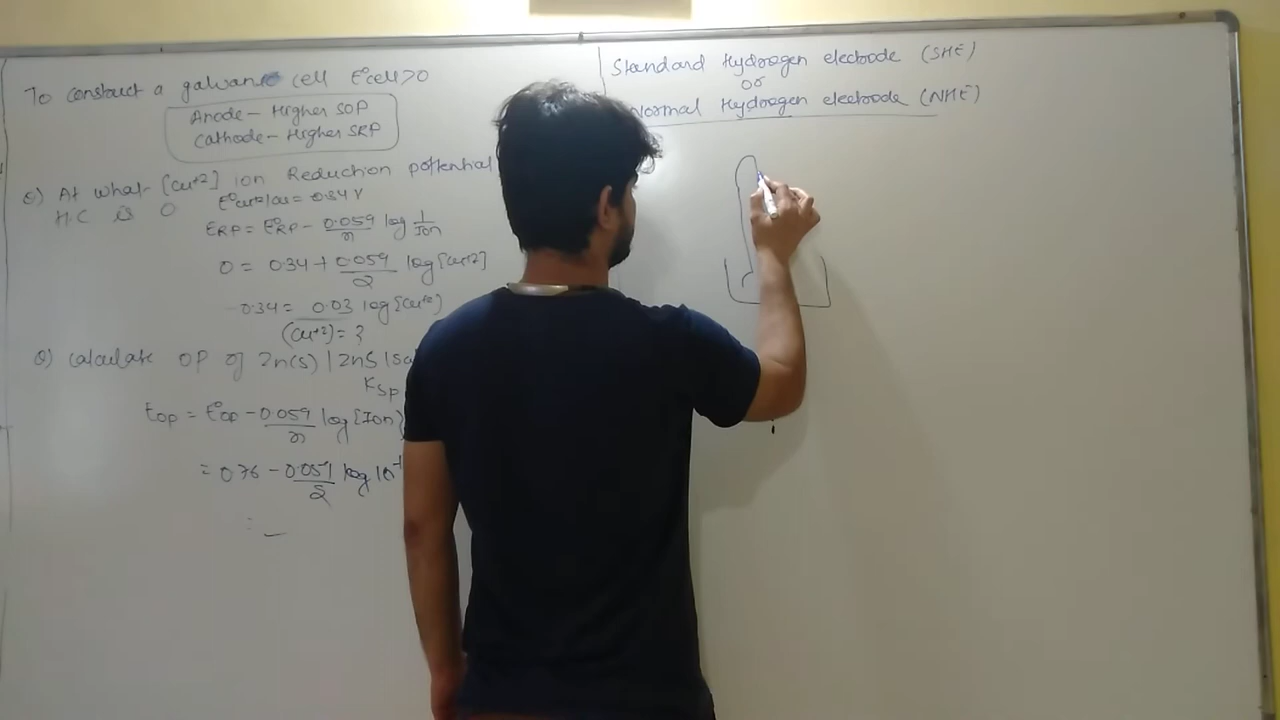 To construct a galvanic cell E°cell>0
Anode - Higher SOP
Cathode - Higher SRP
Q) At what [Cu+2] ion Reduction potential
H.C is 0 E°Cu+2/Cu = 0.34 V
ERP = E°RP - 0.059/n log 1/Ion
0 = 0.34 + 0.059/2 log[Cu+2]
-0.34 = 0.03 log[Cu+2]
(Cu+2) = ?
Q) Calculate OP of Zn(s) | ZnS |
Ksp
EOP = E°OP - 0.059/n log[Ion]
= 0.76 - 0.059/2 log 10
Standard Hydrogen electrode (SHE)
or
Normal Hydrogen electrode (NHE)